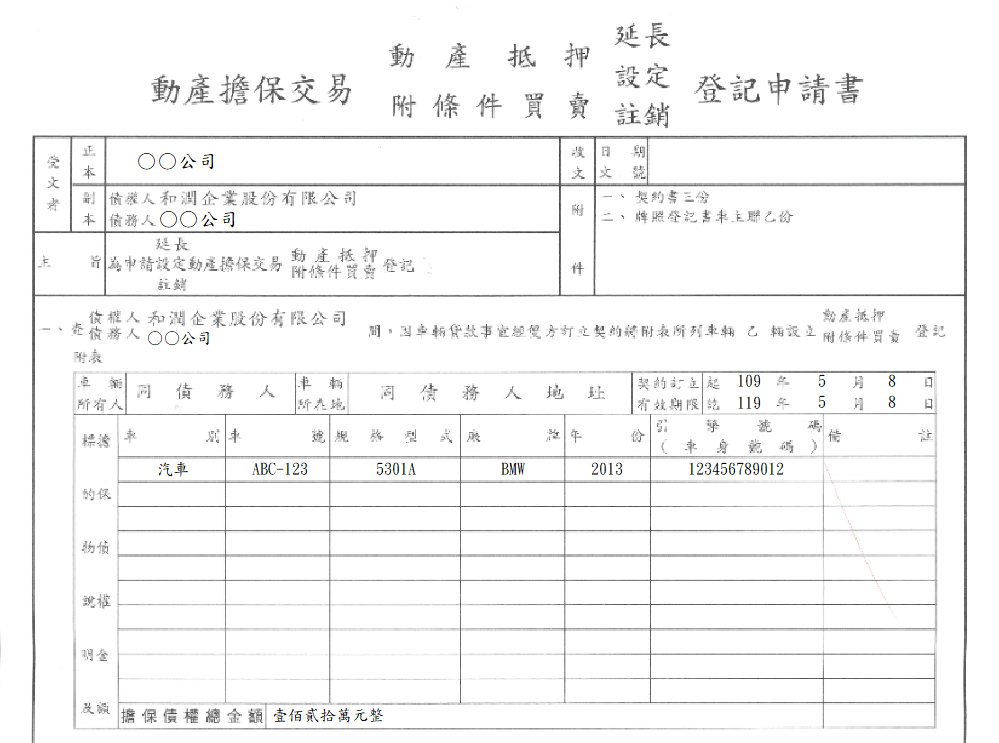 動產擔保交易 動產抵押 附條件買賣 延長 設定 註銷 登記申請書
受文者 正本 〇〇公司
收文 日期 文號
副本 債權人和潤企業股份有限公司
債務人〇〇公司
附件 一、契約書三份
二、牌照登記書車主聯乙份
主旨 延長
為申請設定動產擔保交易 動產抵押 附條件買賣 登記
註銷
一、茲 債權人 和潤企業股份有限公司
債務人 〇〇公司
間,因車輛貸款事宜經雙方訂立契約將附表所列車輛 乙 輛設立 動產抵押 附條件買賣 登記
附表
車輛所有人 同債務人 車輛所在地 同債務人地址 契約訂立有效期限 起 109 年 5 月 8 日
訖 119 年 5 月 8 日
標的物說明及擔保債權金額
車別 車號 規格型式 廠牌 年份 引擎號碼(車身號碼) 備註
汽車 ABC-123 5301A BMW 2013 123456789012
擔保債權總金額 壹佰貳拾萬元整